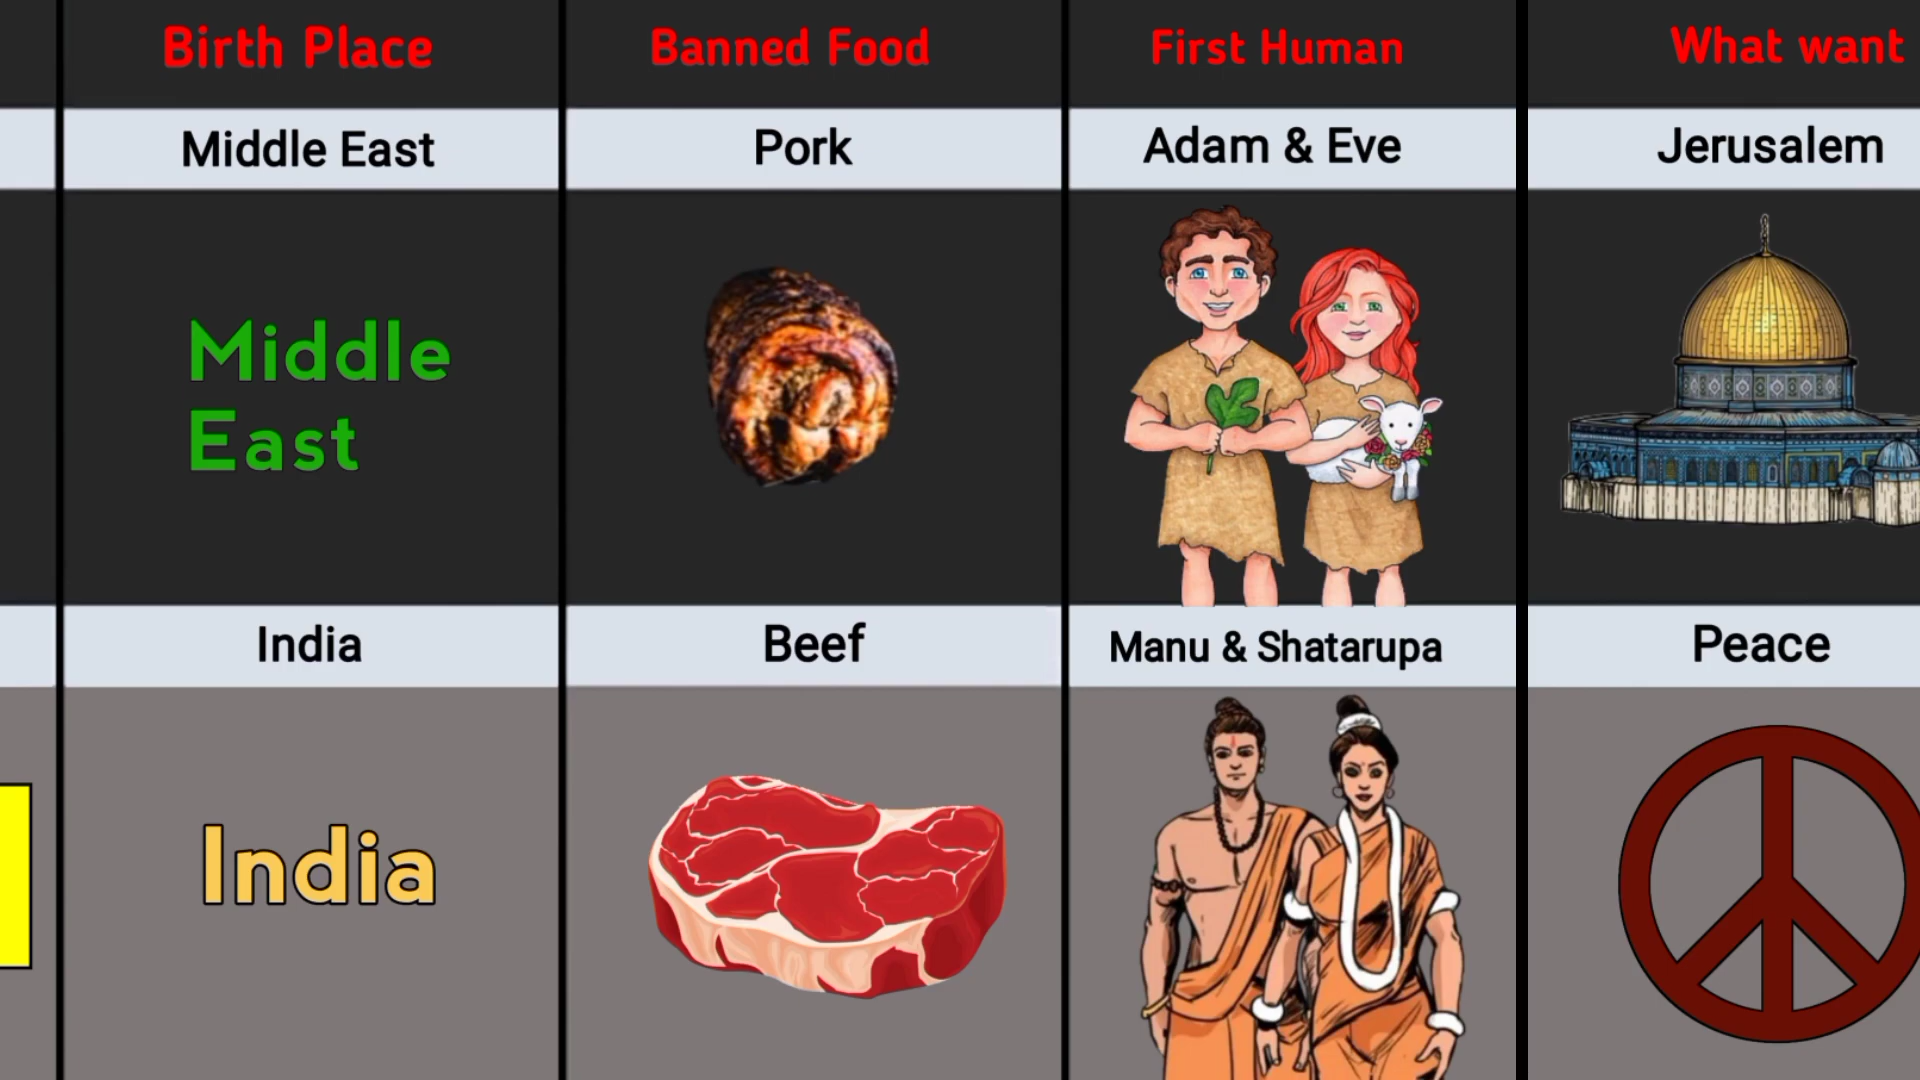 Birth Place
Banned Food
First Human
What want
Middle East
Pork
Adam & Eve
Jerusalem
Middle
East
India
Beef
Manu & Shatarupa
Peace
India